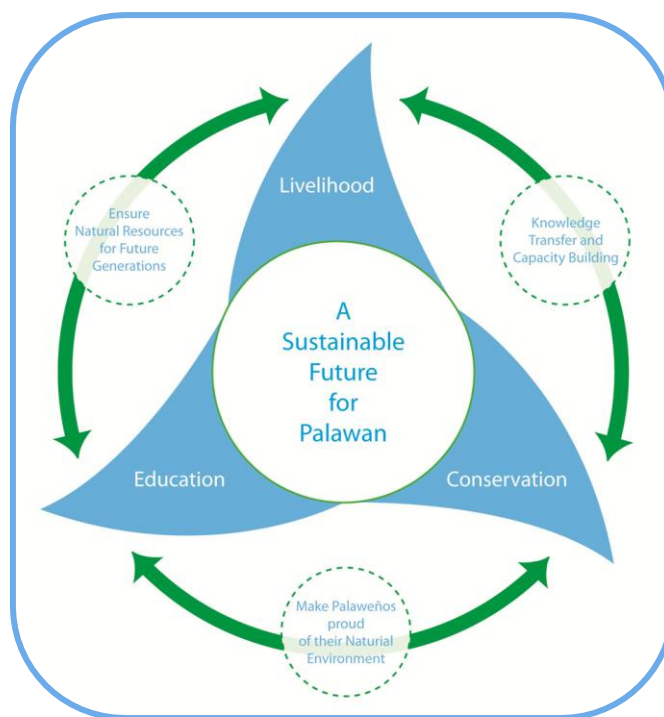 Livelihood
Ensure
Natural Resources
for Future
Generations
Knowledge
Transfer and
Capacity Building
A
Sustainable
Future
for
Palawan
Education
Conservation
Make Palaweños
proud
of their Naturial
Environment